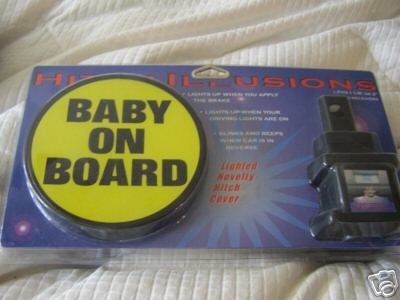 HITCH ILLUSIONS
BABY
ON
BOARD
• LIGHTS UP WHEN YOU APPLY
THE BRAKE
• LIGHTS UP WHEN YOUR
DRIVING LIGHTS ARE ON
• BLINKS AND BEEPS
WHEN CAR IS IN
REVERSE
Lighted
Novelty
Hitch
Cover